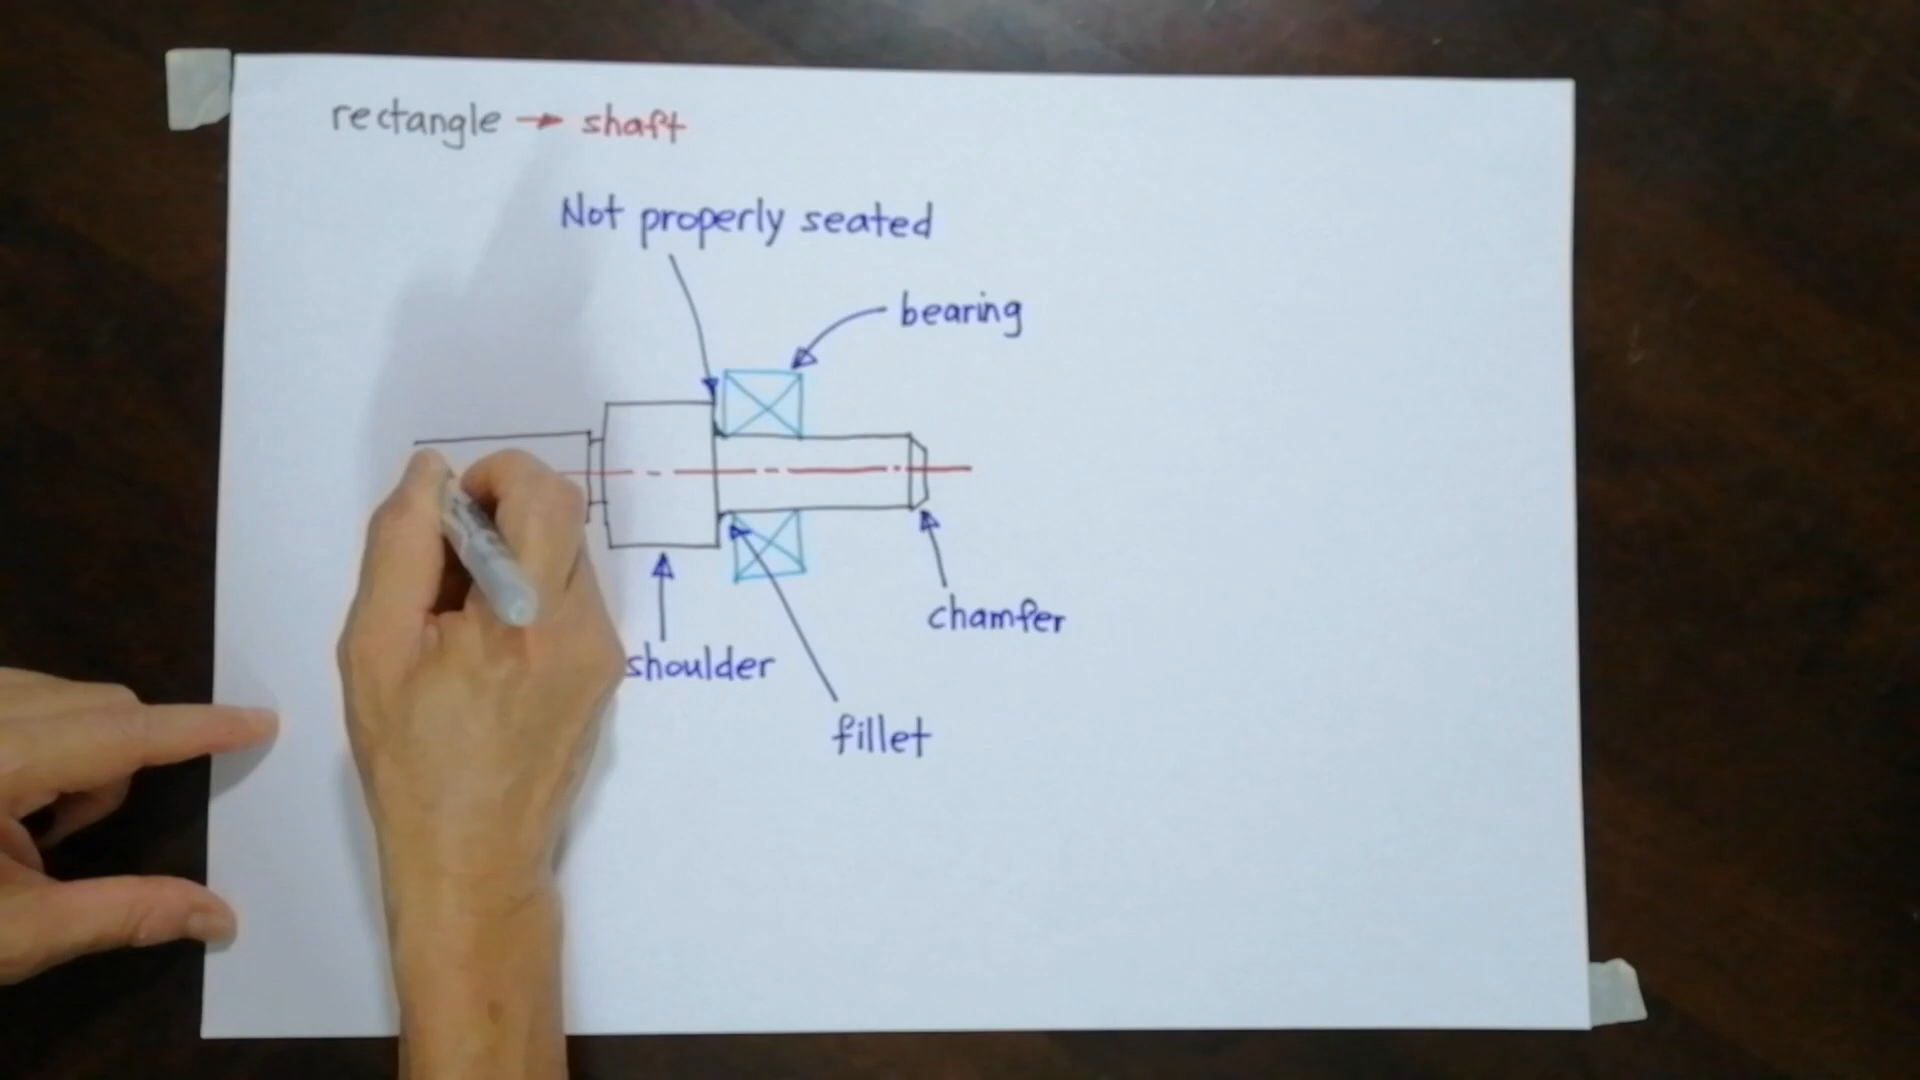 rectangle → shaft
Not properly seated
bearing
chamfer
shoulder
fillet